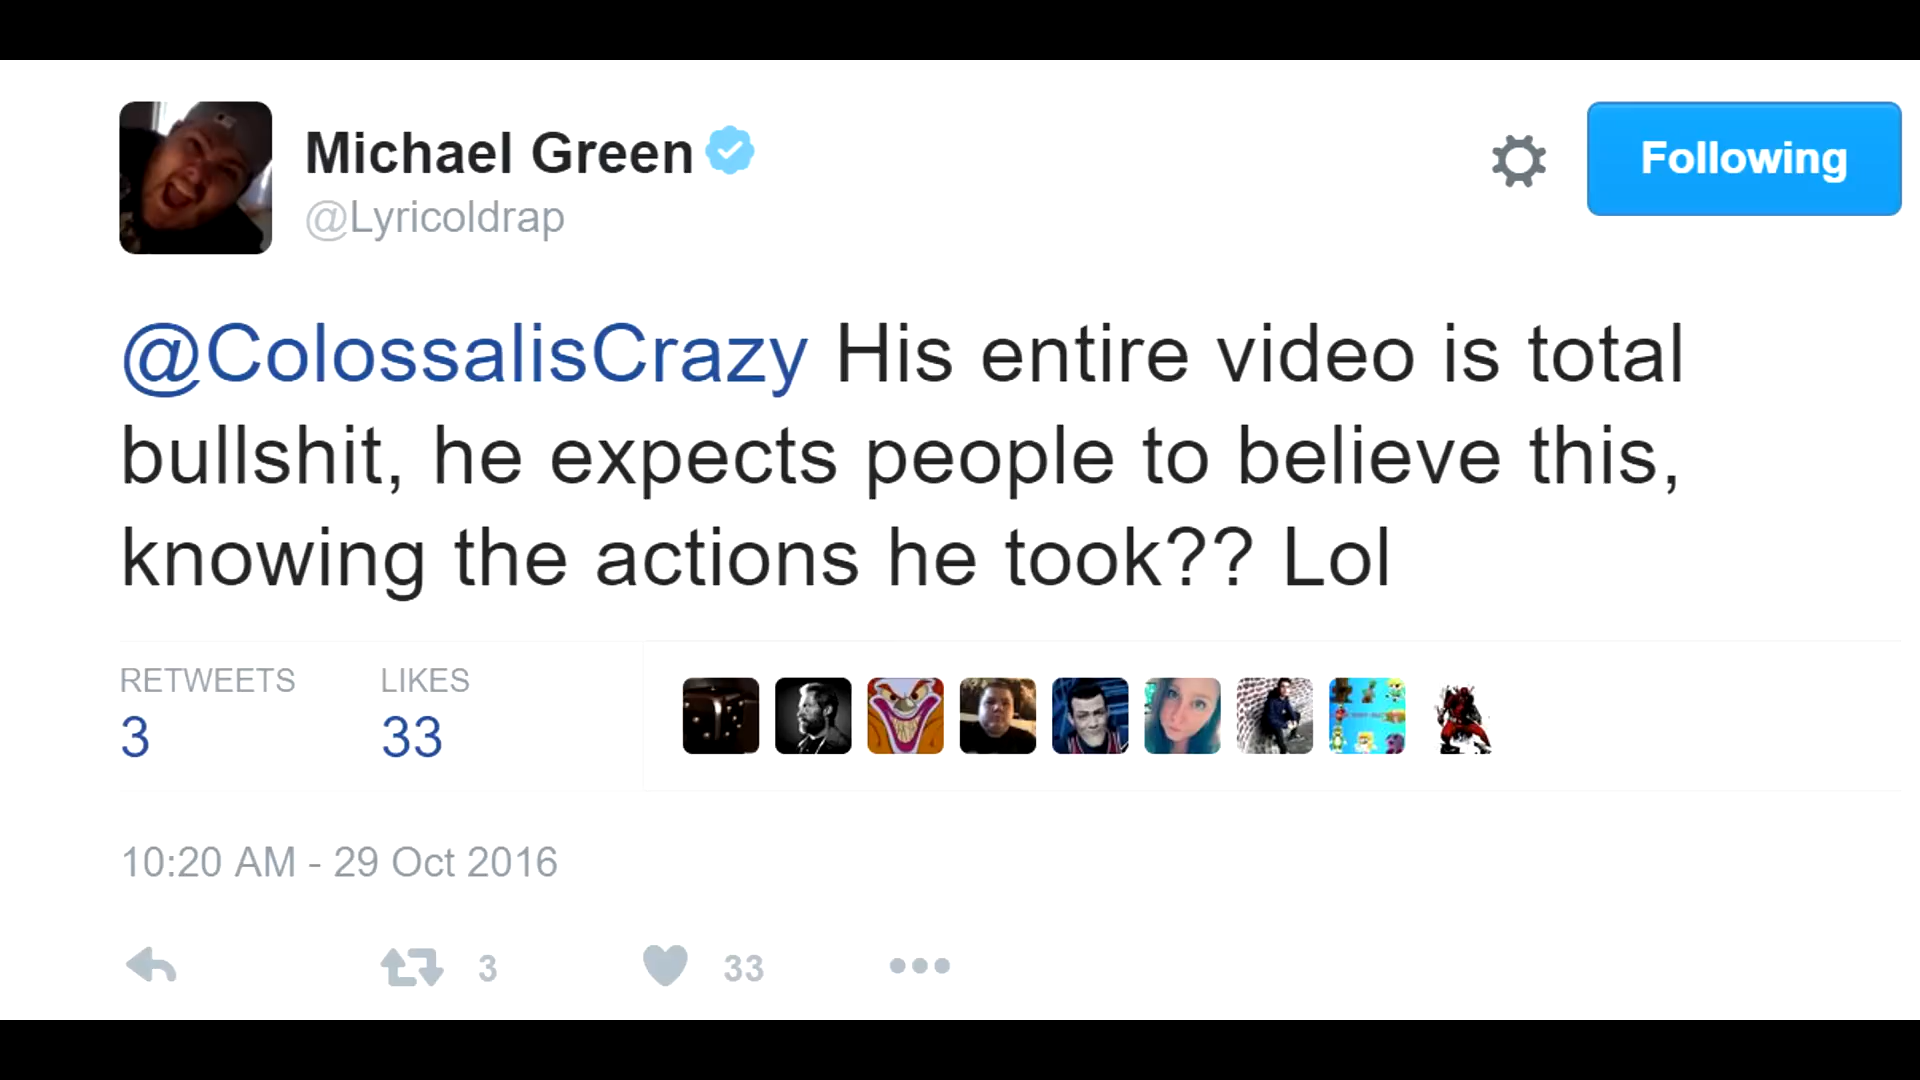 Michael Green
@Lyricoldrap
Following
@ColossalisCrazy His entire video is total
bullshit, he expects people to believe this,
knowing the actions he took?? Lol
RETWEETS LIKES
3 33
10:20 AM - 29 Oct 2016
3 33